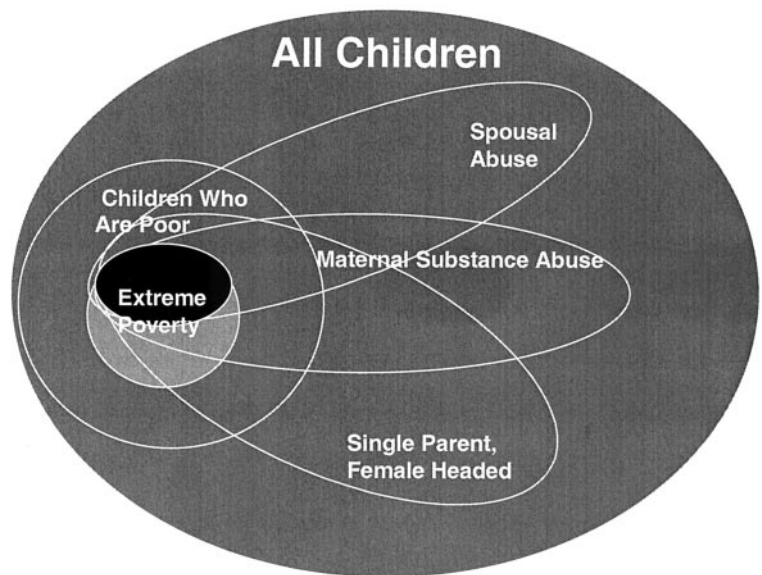 All Children
Spousal
Abuse
Children Who
Are Poor
Maternal Substance Abuse
Extreme
Poverty
Single Parent,
Female Headed